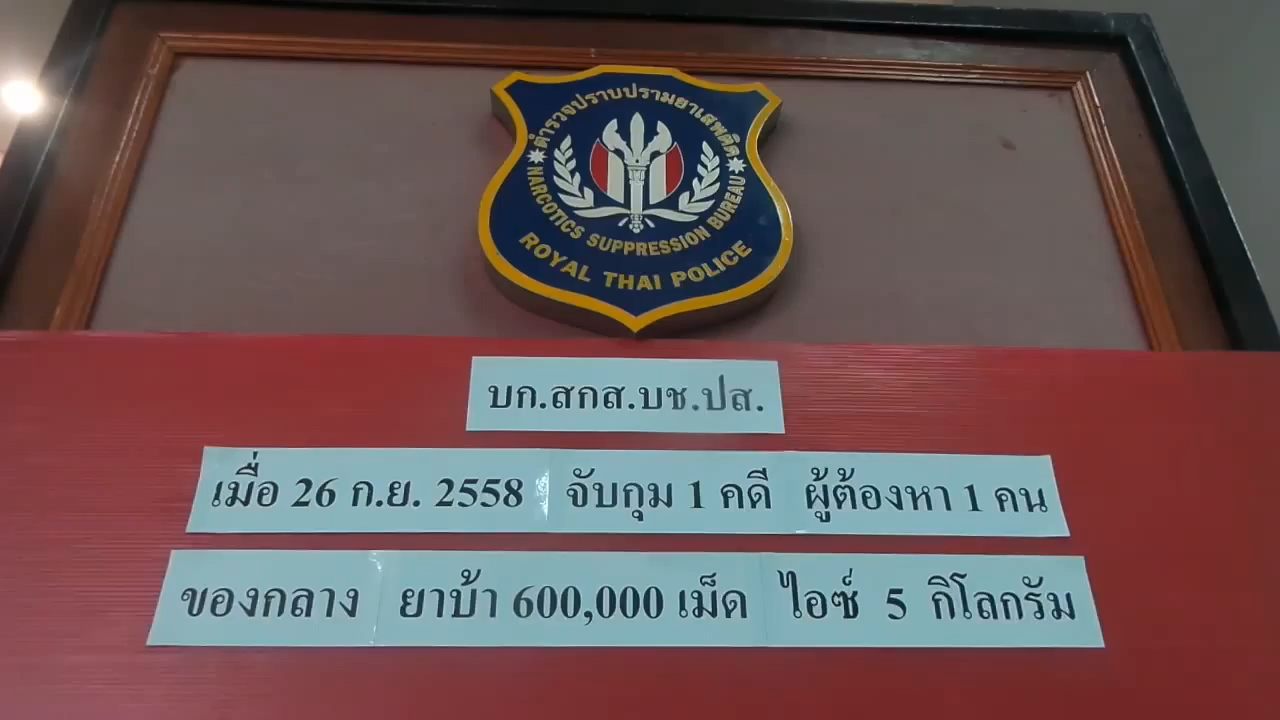 ตำรวจปราบปรามยาเสพติด
NARCOTICS SUPPRESSION BUREAU
ROYAL THAI POLICE
บก.สกส.บช.ปส.
เมื่อ 26 ก.ย. 2558 จับกุม 1 คดี ผู้ต้องหา 1 คน
ของกลาง ยาบ้า 600,000 เม็ด ไอซ์ 5 กิโลกรัม